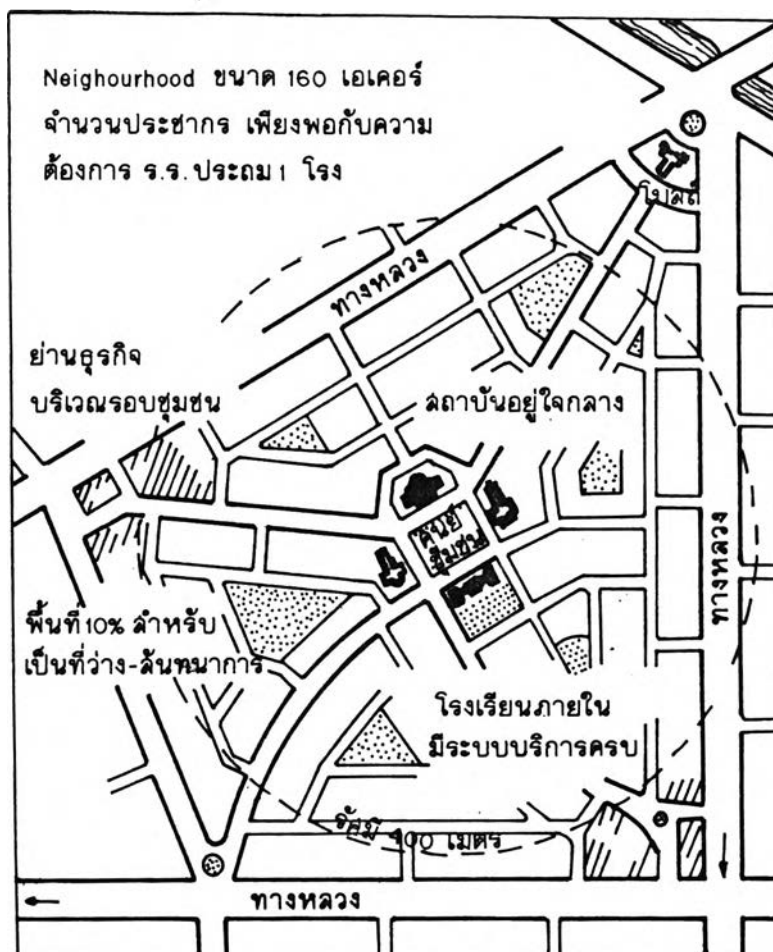 Neighourhood ขนาด 160 เอเคอร์
จำนวนประชากร เพียงพอกับความ
ต้องการ ร.ร. ประถม 1 โรง
โบสถ์
ทางหลวง
ย่านธุรกิจ
บริเวณรอบชุมชน
สถาบันอยู่ใจกลาง
ศูนย์
ชุมชน
ทางหลวง
พื้นที่ 10% สำหรับ
เป็นที่ว่าง-สันทนาการ
โรงเรียนภายใน
มีระบบบริการครบ
รัศมี 400 เมตร
ทางหลวง